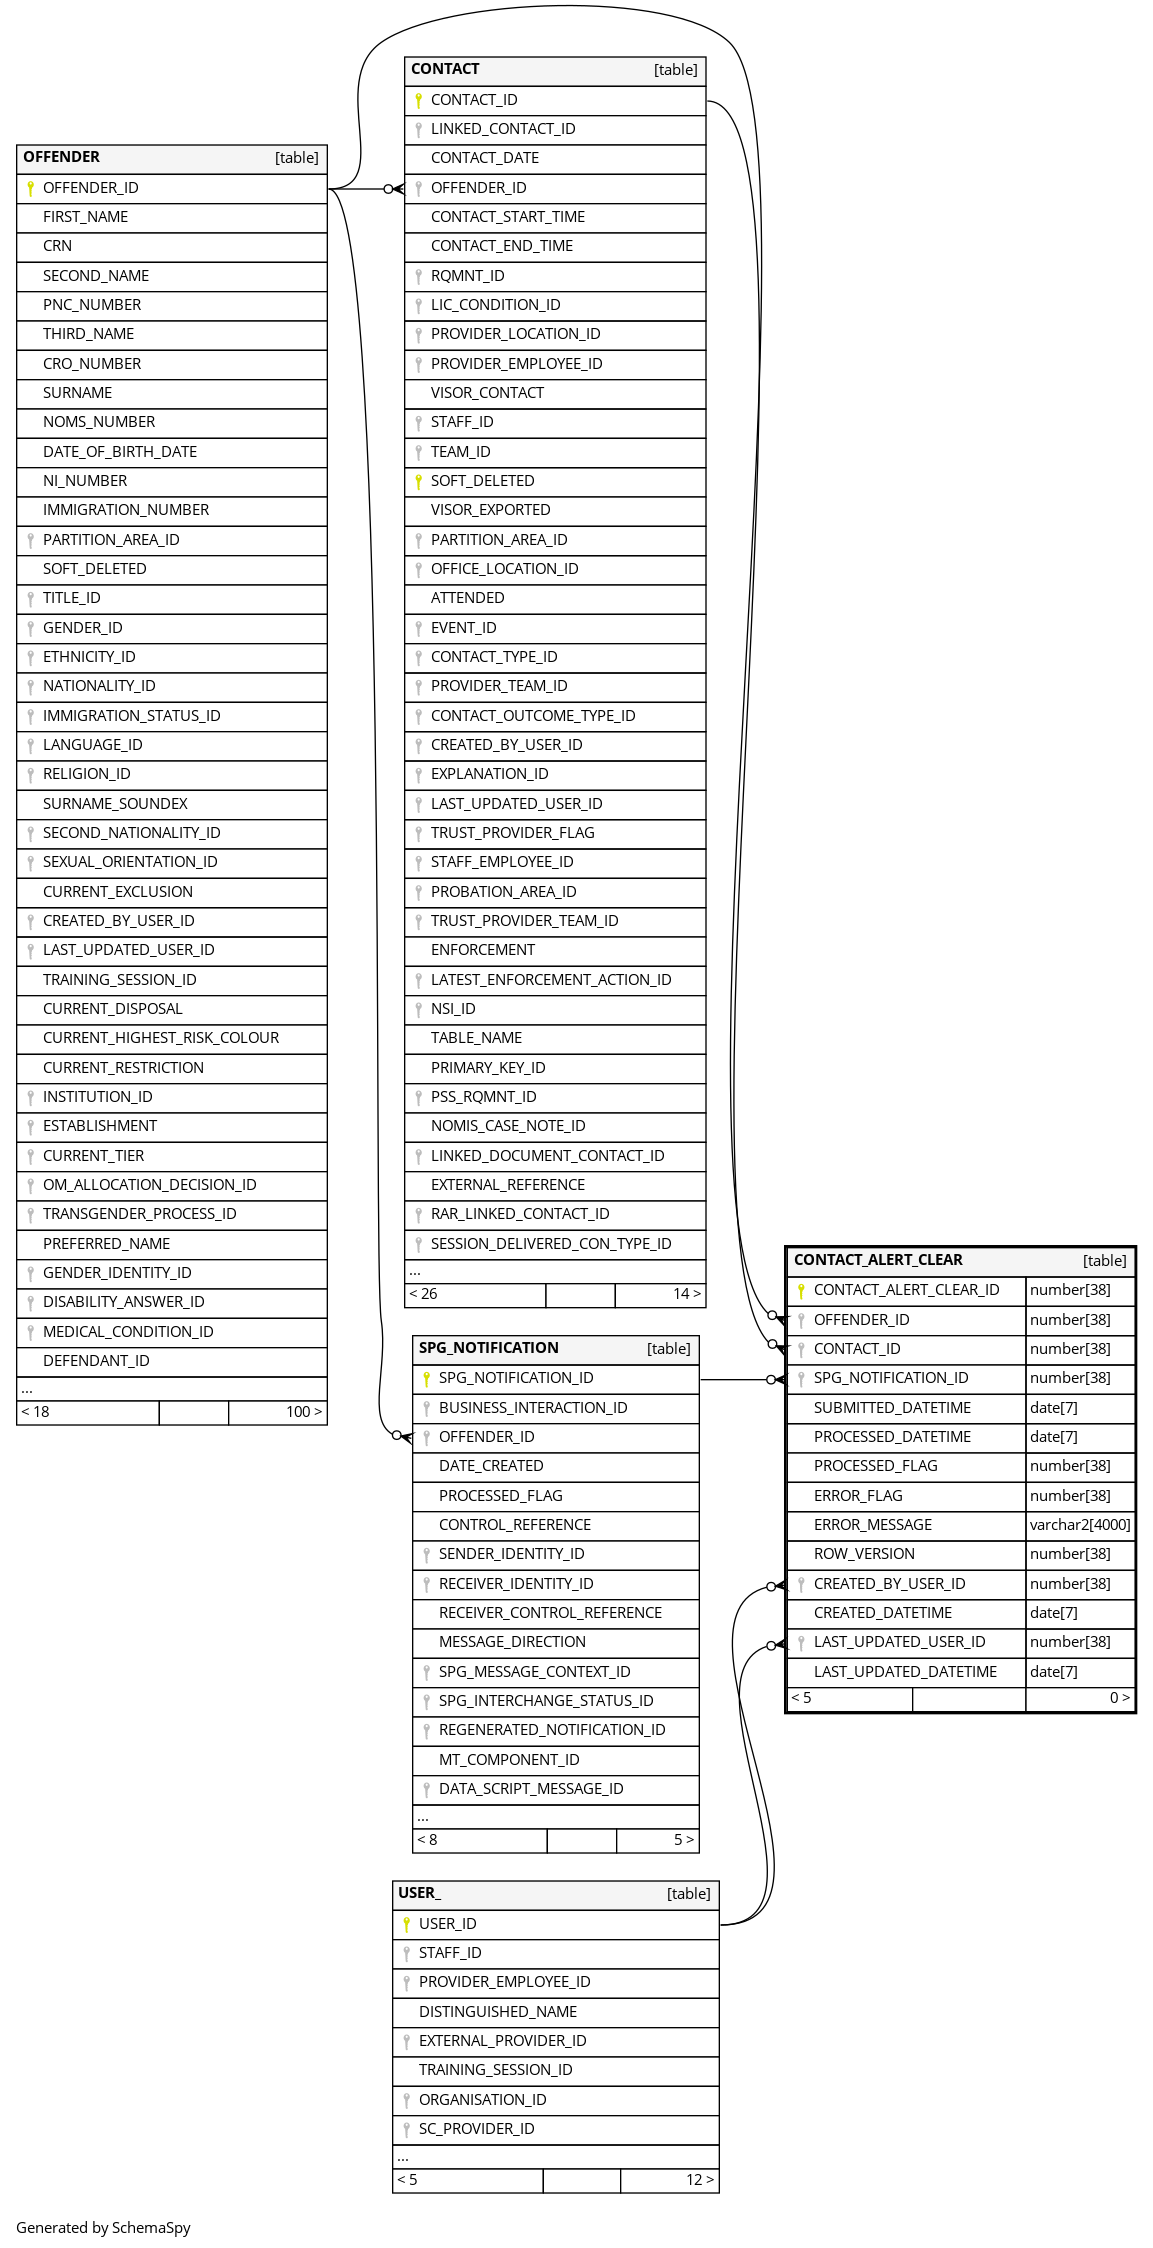 OFFENDER [table]
OFFENDER_ID
FIRST_NAME
CRN
SECOND_NAME
PNC_NUMBER
THIRD_NAME
CRO_NUMBER
SURNAME
NOMS_NUMBER
DATE_OF_BIRTH_DATE
NI_NUMBER
IMMIGRATION_NUMBER
PARTITION_AREA_ID
SOFT_DELETED
TITLE_ID
GENDER_ID
ETHNICITY_ID
NATIONALITY_ID
IMMIGRATION_STATUS_ID
LANGUAGE_ID
RELIGION_ID
SURNAME_SOUNDEX
SECOND_NATIONALITY_ID
SEXUAL_ORIENTATION_ID
CURRENT_EXCLUSION
CREATED_BY_USER_ID
LAST_UPDATED_USER_ID
TRAINING_SESSION_ID
CURRENT_DISPOSAL
CURRENT_HIGHEST_RISK_COLOUR
CURRENT_RESTRICTION
INSTITUTION_ID
ESTABLISHMENT
CURRENT_TIER
OM_ALLOCATION_DECISION_ID
TRANSGENDER_PROCESS_ID
PREFERRED_NAME
GENDER_IDENTITY_ID
DISABILITY_ANSWER_ID
MEDICAL_CONDITION_ID
DEFENDANT_ID
...
< 18 100 >
CONTACT [table]
CONTACT_ID
LINKED_CONTACT_ID
CONTACT_DATE
OFFENDER_ID
CONTACT_START_TIME
CONTACT_END_TIME
RQMNT_ID
LIC_CONDITION_ID
PROVIDER_LOCATION_ID
PROVIDER_EMPLOYEE_ID
VISOR_CONTACT
STAFF_ID
TEAM_ID
SOFT_DELETED
VISOR_EXPORTED
PARTITION_AREA_ID
OFFICE_LOCATION_ID
ATTENDED
EVENT_ID
CONTACT_TYPE_ID
PROVIDER_TEAM_ID
CONTACT_OUTCOME_TYPE_ID
CREATED_BY_USER_ID
EXPLANATION_ID
LAST_UPDATED_USER_ID
TRUST_PROVIDER_FLAG
STAFF_EMPLOYEE_ID
PROBATION_AREA_ID
TRUST_PROVIDER_TEAM_ID
ENFORCEMENT
LATEST_ENFORCEMENT_ACTION_ID
NSI_ID
TABLE_NAME
PRIMARY_KEY_ID
PSS_RQMNT_ID
NOMIS_CASE_NOTE_ID
LINKED_DOCUMENT_CONTACT_ID
EXTERNAL_REFERENCE
RAR_LINKED_CONTACT_ID
SESSION_DELIVERED_CON_TYPE_ID
...
< 26 14 >
SPG_NOTIFICATION [table]
SPG_NOTIFICATION_ID
BUSINESS_INTERACTION_ID
OFFENDER_ID
DATE_CREATED
PROCESSED_FLAG
CONTROL_REFERENCE
SENDER_IDENTITY_ID
RECEIVER_IDENTITY_ID
RECEIVER_CONTROL_REFERENCE
MESSAGE_DIRECTION
SPG_MESSAGE_CONTEXT_ID
SPG_INTERCHANGE_STATUS_ID
REGENERATED_NOTIFICATION_ID
MT_COMPONENT_ID
DATA_SCRIPT_MESSAGE_ID
...
< 8 5 >
USER_ [table]
USER_ID
STAFF_ID
PROVIDER_EMPLOYEE_ID
DISTINGUISHED_NAME
EXTERNAL_PROVIDER_ID
TRAINING_SESSION_ID
ORGANISATION_ID
SC_PROVIDER_ID
...
< 5 12 >
CONTACT_ALERT_CLEAR [table]
CONTACT_ALERT_CLEAR_ID number[38]
OFFENDER_ID number[38]
CONTACT_ID number[38]
SPG_NOTIFICATION_ID number[38]
SUBMITTED_DATETIME date[7]
PROCESSED_DATETIME date[7]
PROCESSED_FLAG number[38]
ERROR_FLAG number[38]
ERROR_MESSAGE varchar2[4000]
ROW_VERSION number[38]
CREATED_BY_USER_ID number[38]
CREATED_DATETIME date[7]
LAST_UPDATED_USER_ID number[38]
LAST_UPDATED_DATETIME date[7]
< 5 0 >
Generated by SchemaSpy